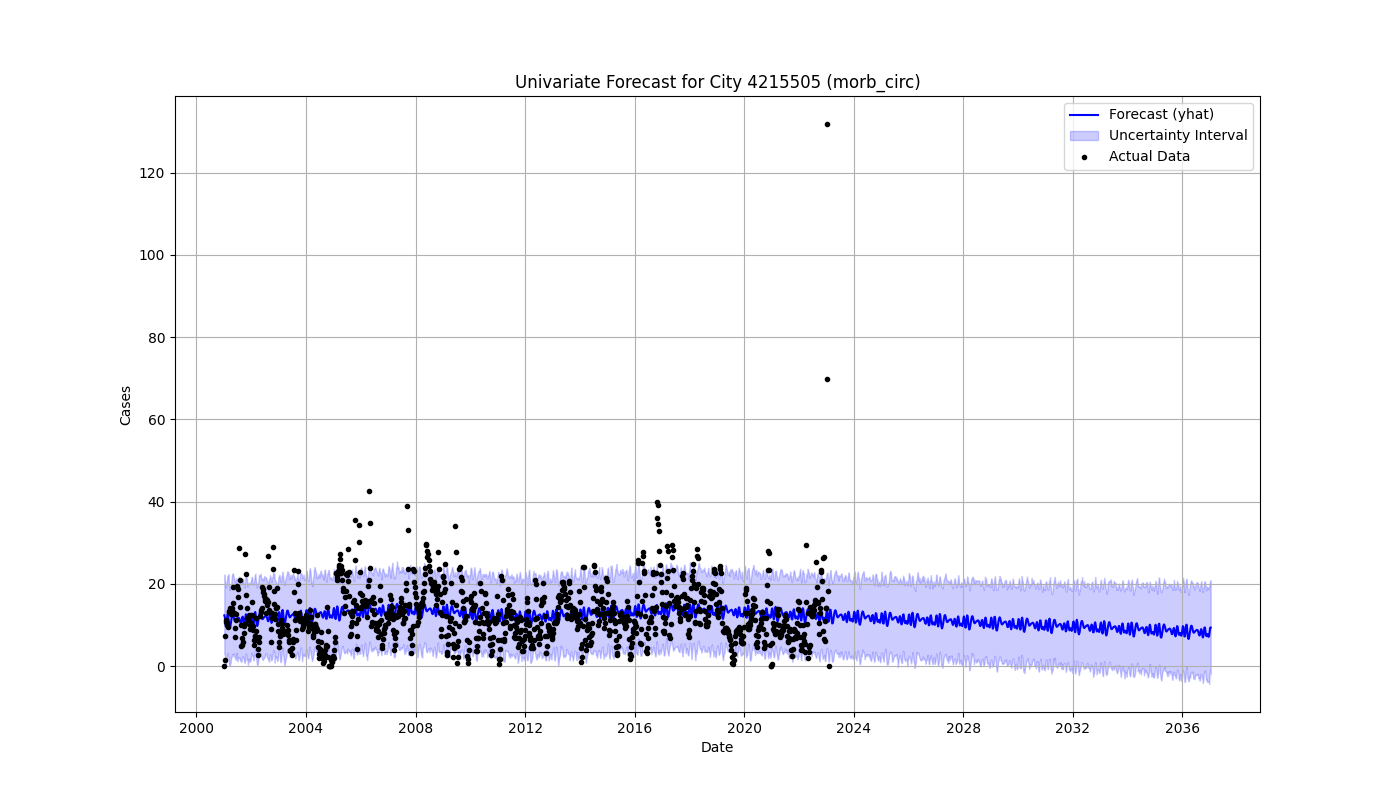 Univariate Forecast for City 4215505 (morb_circ)
Forecast (yhat)
Uncertainty Interval
Actual Data
Cases
120
100
80
60
40
20
0
2000 2004 2008 2012 2016 2020 2024 2028 2032 2036
Date